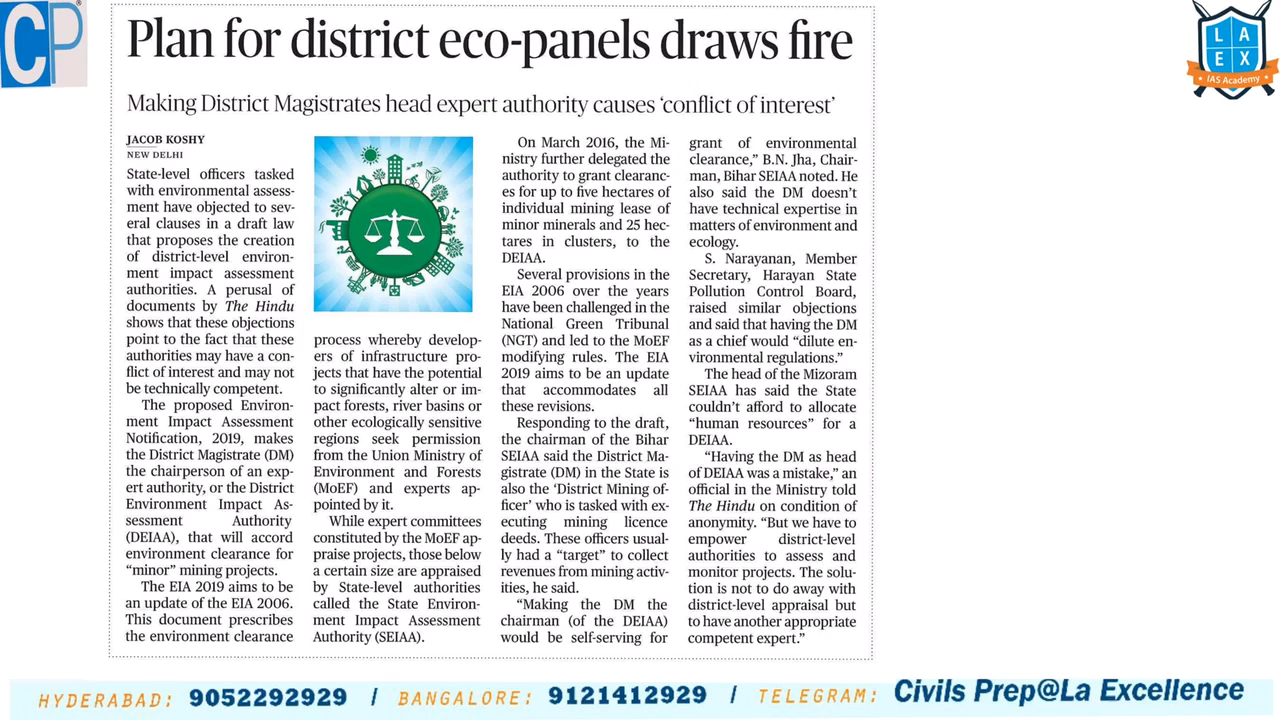 CP
LA
EX
IAS Academy
Plan for district eco-panels draws fire
Making District Magistrates head expert authority causes ‘conflict of interest’
JACOB KOSHY
NEW DELHI
State-level officers tasked
with environmental assess-
ment have objected to sev-
eral clauses in a draft law
that proposes the creation
of district-level environ-
ment impact assessment
authorities. A perusal of
documents by The Hindu
shows that these objections
point to the fact that these
authorities may have a con-
flict of interest and may not
be technically competent.
The proposed Environ-
ment Impact Assessment
Notification, 2019, makes
the District Magistrate (DM)
the chairperson of an exp-
ert authority, or the District
Environment Impact As-
sessment Authority
(DEIAA), that will accord
environment clearance for
“minor” mining projects.
The EIA 2019 aims to be
an update of the EIA 2006.
This document prescribes
the environment clearance
process whereby develop-
ers of infrastructure pro-
jects that have the potential
to significantly alter or im-
pact forests, river basins or
other ecologically sensitive
regions seek permission
from the Union Ministry of
Environment and Forests
(MoEF) and experts ap-
pointed by it.
While expert committees
constituted by the MoEF ap-
praise projects, those below
a certain size are appraised
by State-level authorities
called the State Environ-
ment Impact Assessment
Authority (SEIAA).
On March 2016, the Mi-
nistry further delegated the
authority to grant clearanc-
es for up to five hectares of
individual mining lease of
minor minerals and 25 hec-
tares in clusters, to the
DEIAA.
Several provisions in the
EIA 2006 over the years
have been challenged in the
National Green Tribunal
(NGT) and led to the MoEF
modifying rules. The EIA
2019 aims to be an update
that accommodates all
these revisions.
Responding to the draft,
the chairman of the Bihar
SEIAA said the District Ma-
gistrate (DM) in the State is
also the ‘District Mining of-
ficer’ who is tasked with ex-
ecuting mining licence
deeds. These officers usual-
ly had a “target” to collect
revenues from mining activ-
ities, he said.
“Making the DM the
chairman (of the DEIAA)
would be self-serving for
grant of environmental
clearance,” B.N. Jha, Chair-
man, Bihar SEIAA noted. He
also said the DM doesn’t
have technical expertise in
matters of environment and
ecology.
S. Narayanan, Member
Secretary, Harayan State
Pollution Control Board,
raised similar objections
and said that having the DM
as a chief would “dilute en-
vironmental regulations.”
The head of the Mizoram
SEIAA has said the State
couldn’t afford to allocate
“human resources” for a
DEIAA.
“Having the DM as head
of DEIAA was a mistake,” an
official in the Ministry told
The Hindu on condition of
anonymity. “But we have to
empower district-level
authorities to assess and
monitor projects. The solu-
tion is not to do away with
district-level appraisal but
to have another appropriate
competent expert.”
HYDERABAD: 9052292929 / BANGALORE: 9121412929 / TELEGRAM: Civils Prep@La Excellence